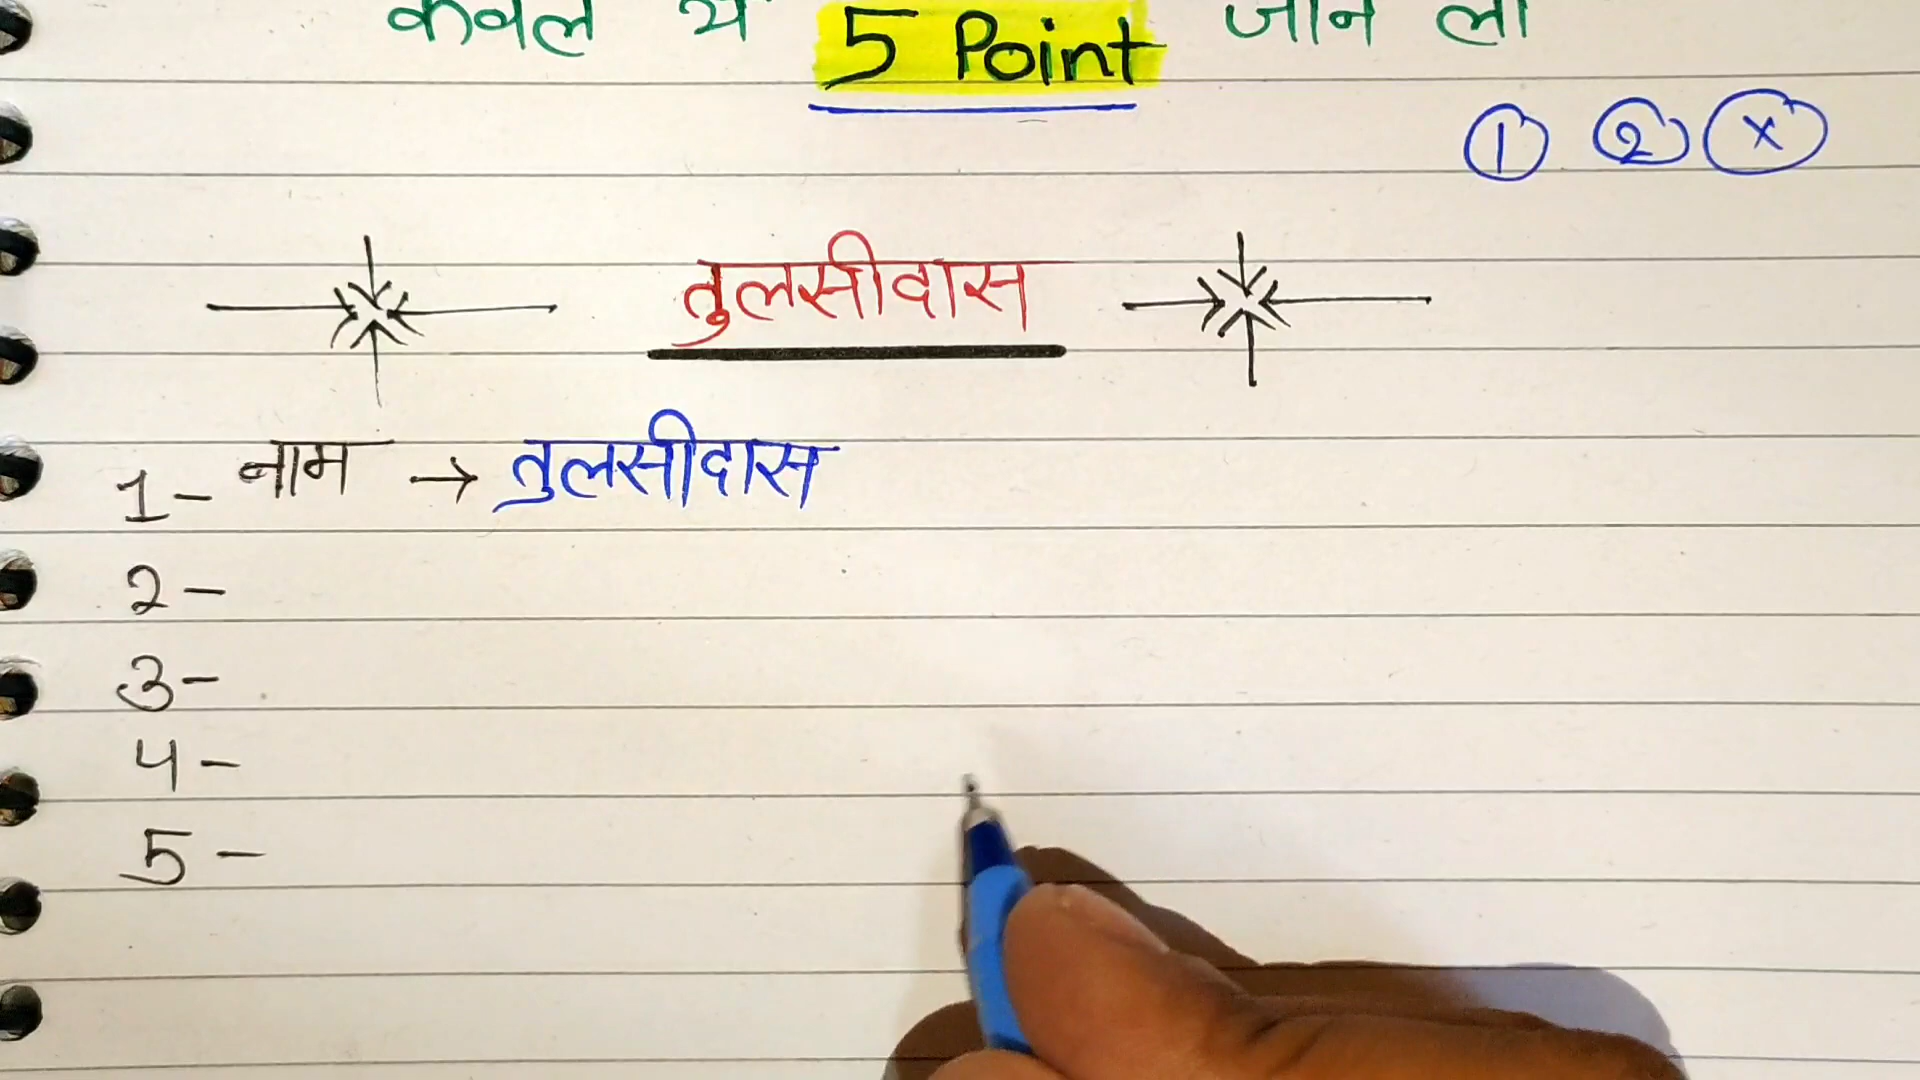 केवल ये 5 Point जान लो
1 2 x
तुलसीदास
1- नाम → तुलसीदास
2-
3-
4-
5-